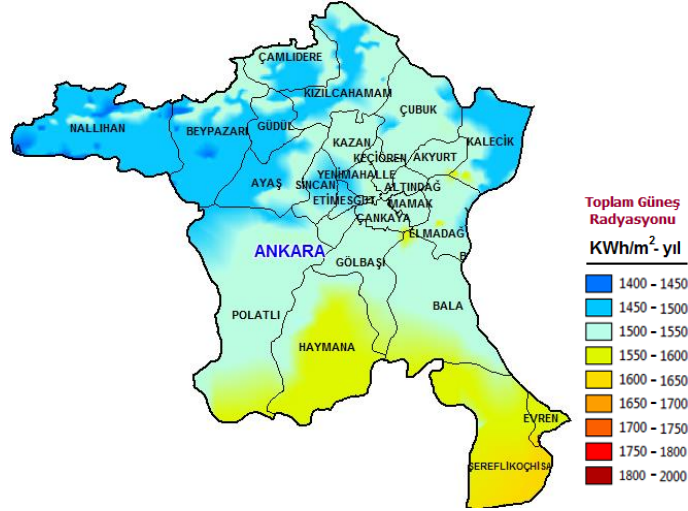 ÇAMLIDERE
KIZILCAHAMAM
ÇUBUK
NALLIHAN
BEYPAZARI
GÜDÜL
KALECİK
KAZAN
KEÇİÖREN
AKYURT
AYAŞ
SİNCAN
YENİMAHALLE
ALTINDAĞ
ETİMESGUT
MAMAK
ÇANKAYA
ELMADAĞ
ANKARA
GÖLBAŞI
BALA
POLATLI
HAYMANA
EVREN
ŞEREFLİKOÇHİSA
Toplam Güneş
Radyasyonu
KWh/m²- yıl
1400 - 1450
1450 - 1500
1500 - 1550
1550 - 1600
1600 - 1650
1650 - 1700
1700 - 1750
1750 - 1800
1800 - 2000